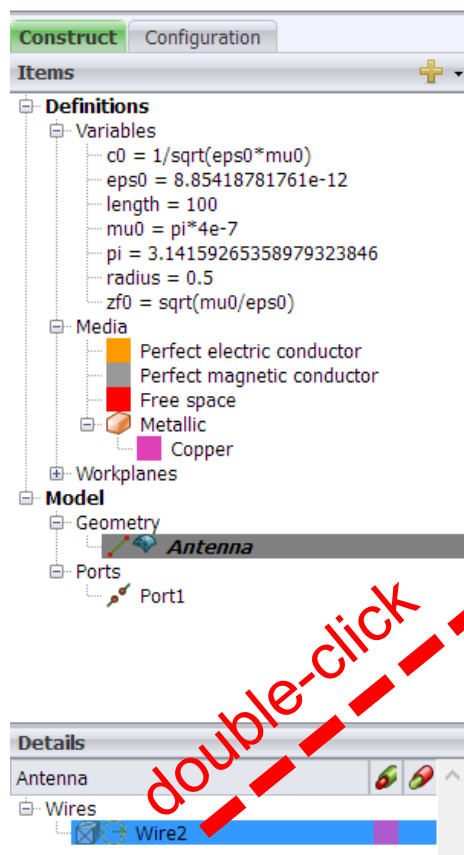 Construct Configuration
Items
Definitions
Variables
c0 = 1/sqrt(eps0*mu0)
eps0 = 8.85418781761e-12
length = 100
mu0 = pi*4e-7
pi = 3.14159265358979323846
radius = 0.5
zf0 = sqrt(mu0/eps0)
Media
Perfect electric conductor
Perfect magnetic conductor
Free space
Metallic
Copper
Workplanes
Model
Geometry
Antenna
Ports
Port1
double-click
Details
Antenna
Wires
Wire2